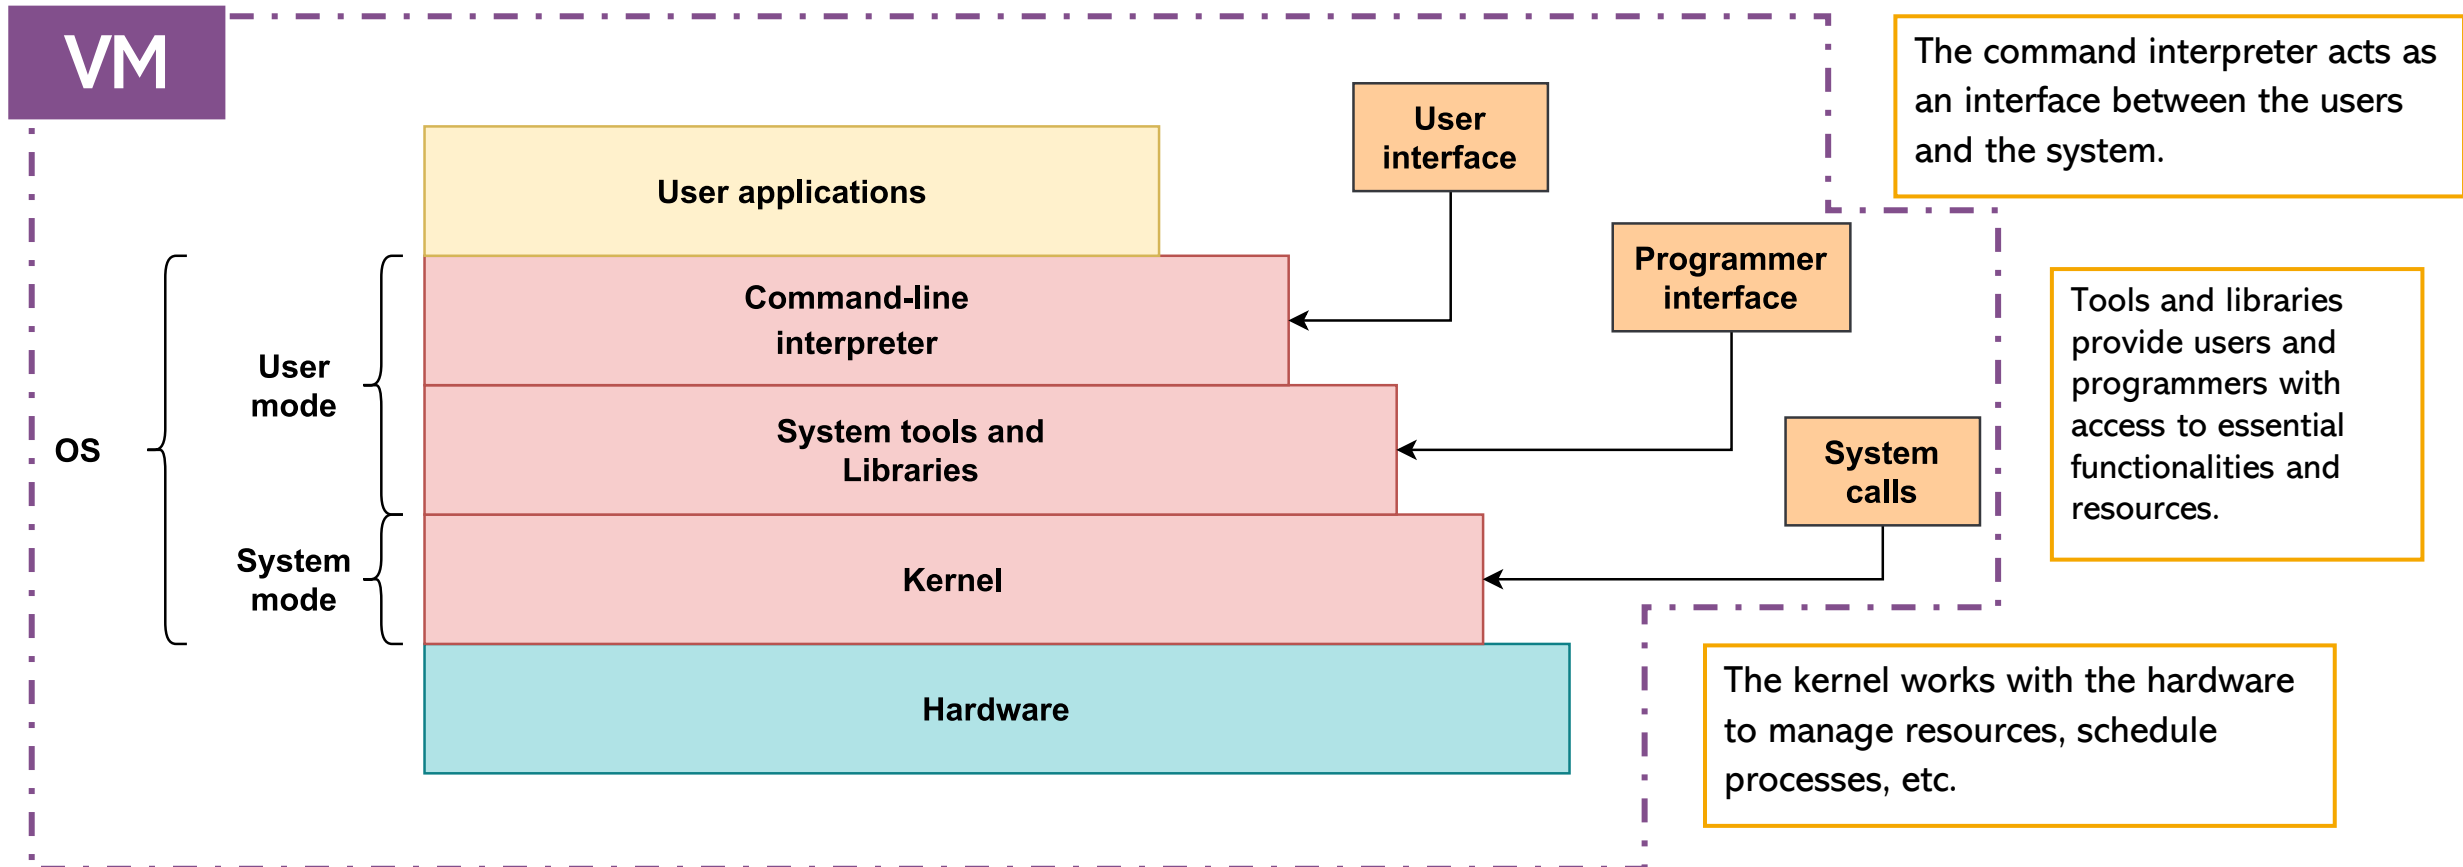 VM
The command interpreter acts as
an interface between the users
and the system.
User
interface
User applications
Programmer
interface
Command-line
interpreter
Tools and libraries
provide users and
programmers with
access to essential
functionalities and
resources.
User
mode
OS
System tools and
Libraries
System
calls
System
mode
Kernel
The kernel works with the hardware
to manage resources, schedule
processes, etc.
Hardware